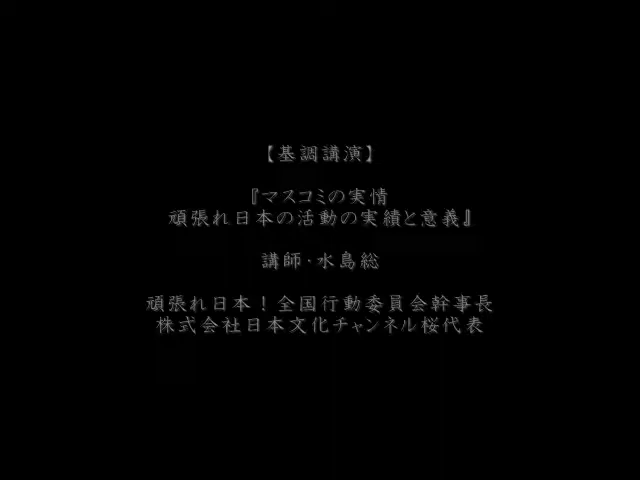 【基調講演】
『マスコミの実情
頑張れ日本の活動の実績と意義』
講師・水島総
頑張れ日本！全国行動委員会幹事長
株式会社日本文化チャンネル桜代表